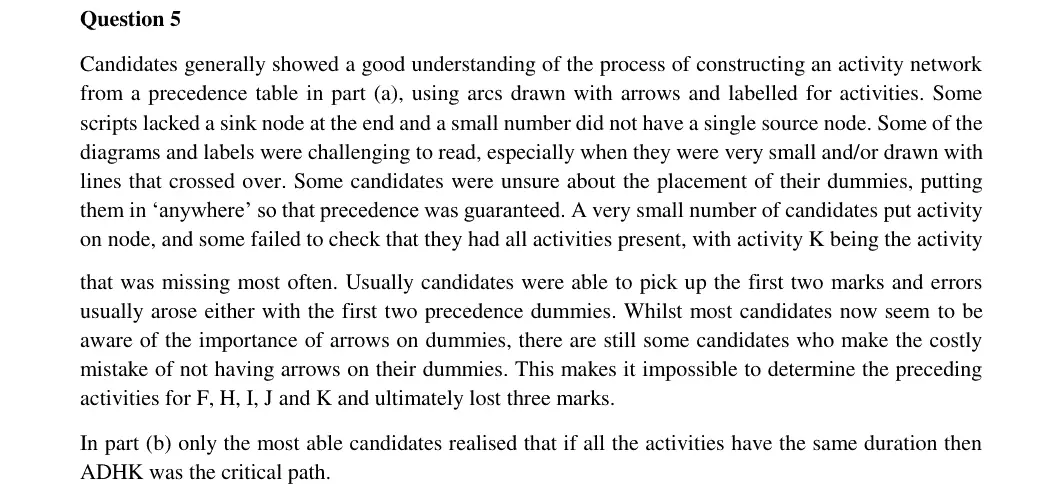 Question 5
Candidates generally showed a good understanding of the process of constructing an activity network
from a precedence table in part (a), using arcs drawn with arrows and labelled for activities. Some
scripts lacked a sink node at the end and a small number did not have a single source node. Some of the
diagrams and labels were challenging to read, especially when they were very small and/or drawn with
lines that crossed over. Some candidates were unsure about the placement of their dummies, putting
them in ‘anywhere’ so that precedence was guaranteed. A very small number of candidates put activity
on node, and some failed to check that they had all activities present, with activity K being the activity
that was missing most often. Usually candidates were able to pick up the first two marks and errors
usually arose either with the first two precedence dummies. Whilst most candidates now seem to be
aware of the importance of arrows on dummies, there are still some candidates who make the costly
mistake of not having arrows on their dummies. This makes it impossible to determine the preceding
activities for F, H, I, J and K and ultimately lost three marks.
In part (b) only the most able candidates realised that if all the activities have the same duration then
ADHK was the critical path.